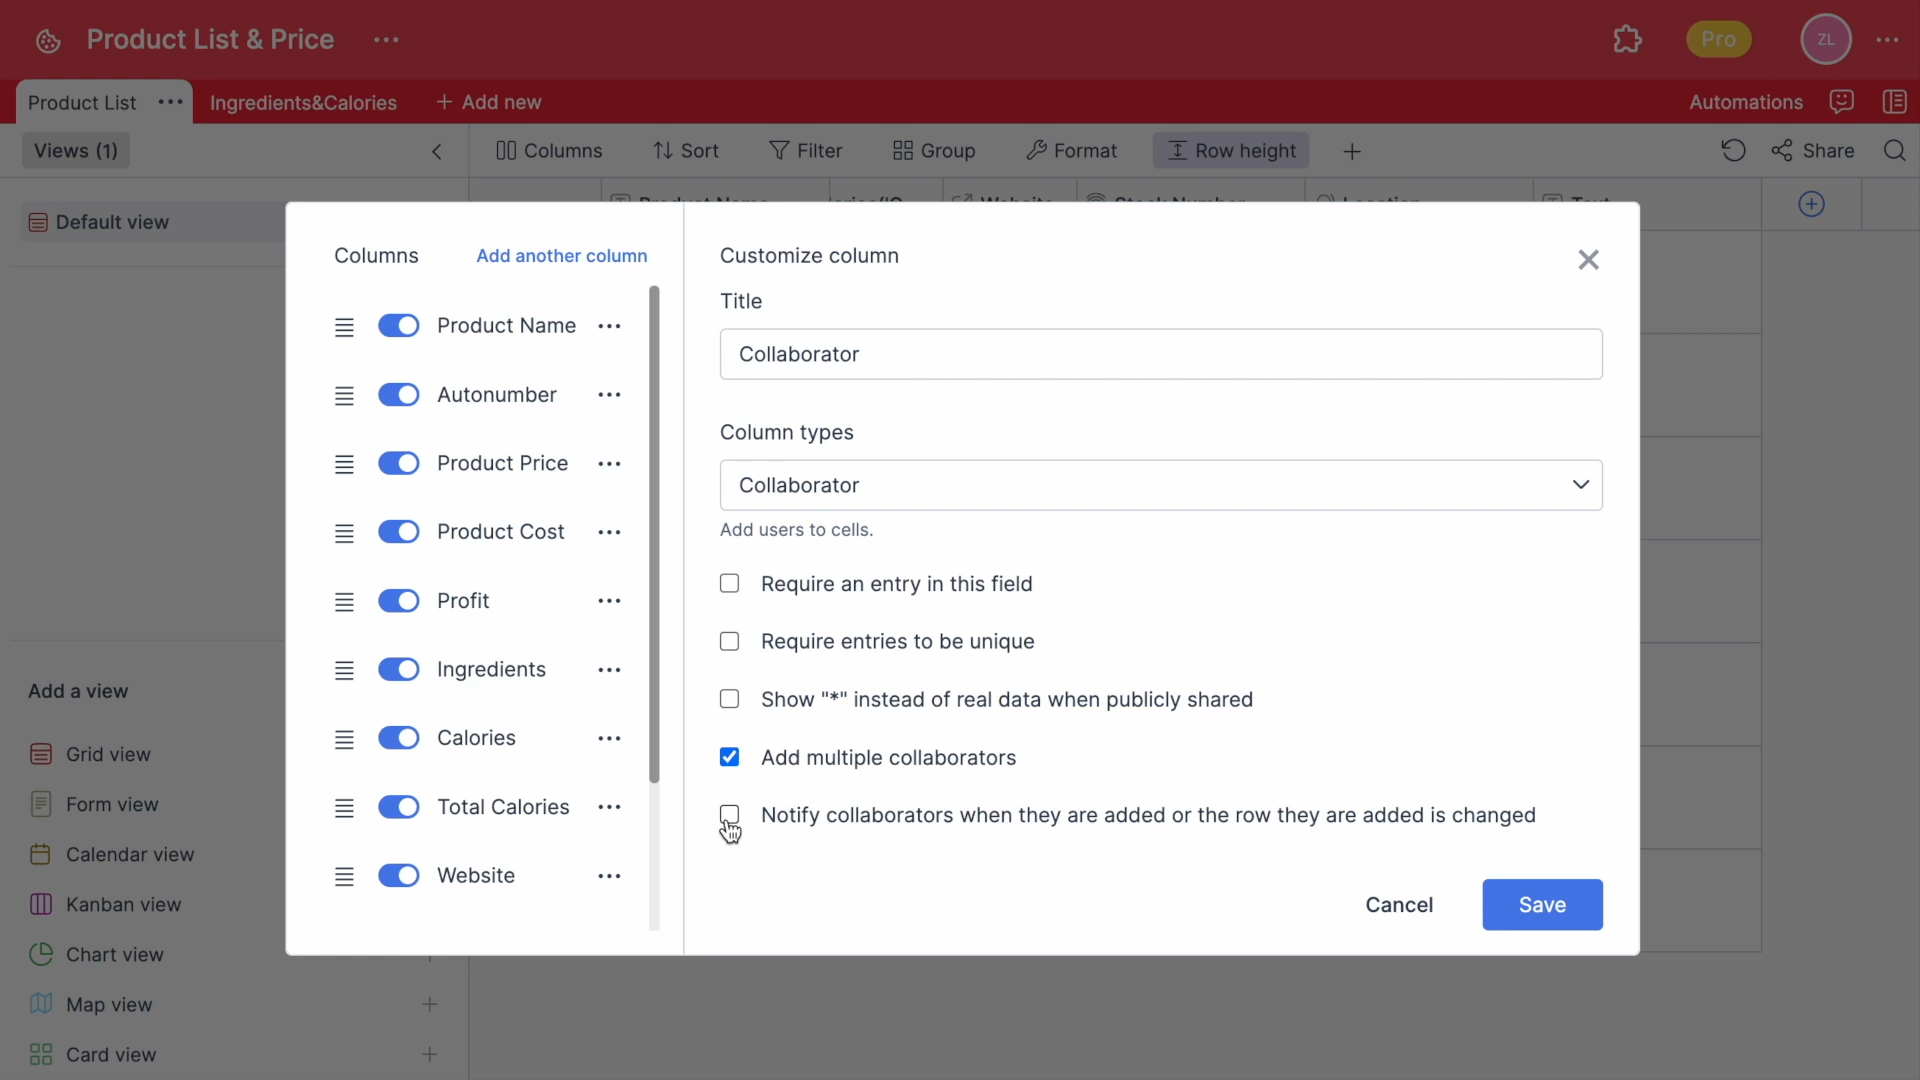 Product List & Price
Pro
ZL
Product List
Ingredients&Calories
+ Add new
Automations
Views (1)
Columns
Sort
Filter
Group
Format
Row height
Share
Default view
Columns
Add another column
Product Name
Autonumber
Product Price
Product Cost
Profit
Ingredients
Calories
Total Calories
Website
Customize column
Title
Collaborator
Column types
Collaborator
Add users to cells.
Require an entry in this field
Require entries to be unique
Show "*" instead of real data when publicly shared
Add multiple collaborators
Notify collaborators when they are added or the row they are added is changed
Cancel
Save
Add a view
Grid view
Form view
Calendar view
Kanban view
Chart view
Map view
Card view